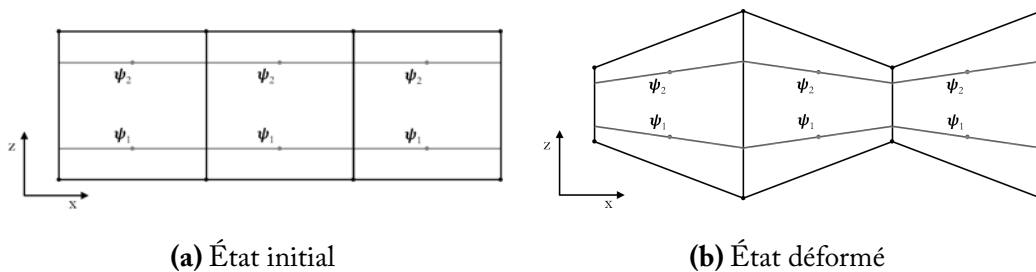 ψ₂ ψ₂ ψ₂
ψ₁ ψ₁ ψ₁
z
x
(a) État initial
ψ₂ ψ₂ ψ₂
ψ₁ ψ₁ ψ₁
z
x
(b) État déformé